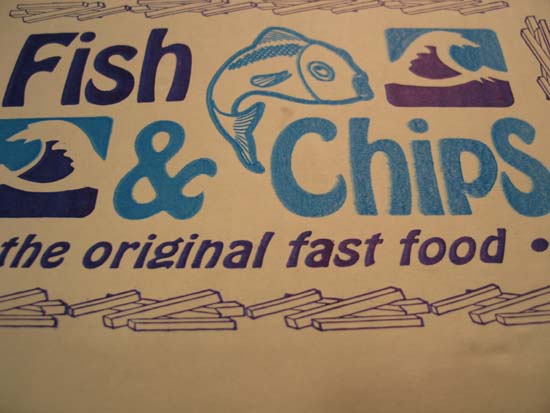 Fish
& Chips
the original fast food •